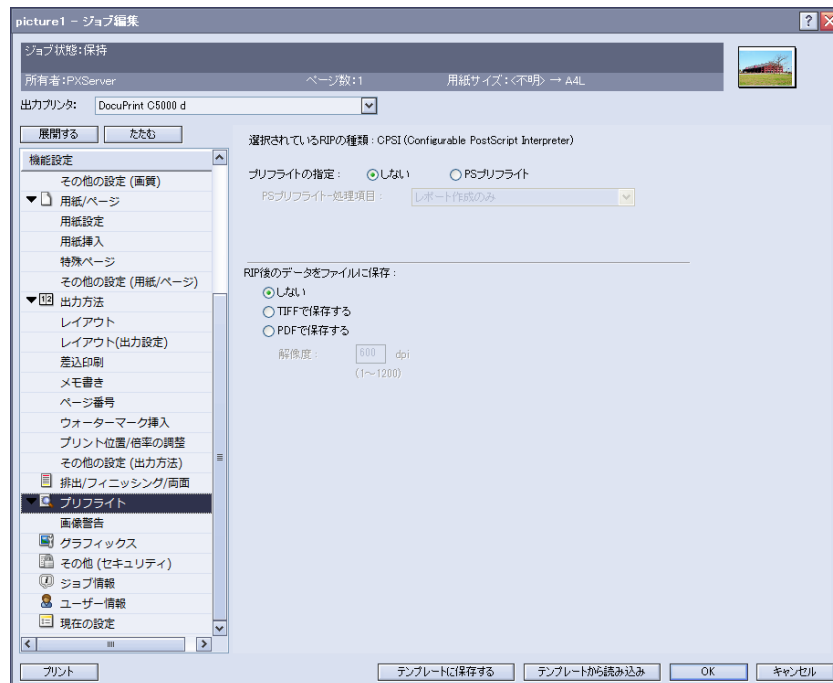 picture1 － ジョブ編集
ジョブ状態:保持
所有者:PXServer ページ数:1 用紙サイズ:<不明> → A4L
出力プリンタ: DocuPrint C5000 d
展開する たたむ
機能設定
その他の設定 (画質)
用紙/ページ
用紙設定
用紙挿入
特殊ページ
その他の設定 (用紙/ページ)
出力方法
レイアウト
レイアウト(出力設定)
差込印刷
メモ書き
ページ番号
ウォーターマーク挿入
プリント位置/倍率の調整
その他の設定 (出力方法)
排出/フィニッシング/両面
プリフライト
画像警告
グラフィックス
その他 (セキュリティ)
ジョブ情報
ユーザー情報
現在の設定
選択されているRIPの種類 : CPSI (Configurable PostScript Interpreter)
プリフライトの指定 : しない PSプリフライト
PSプリフライト-処理項目 : レポート作成のみ
RIP後のデータをファイルに保存 :
しない
TIFFで保存する
PDFで保存する
解像度 : 600 dpi
(1～1200)
プリント テンプレートに保存する テンプレートから読み込み OK キャンセル